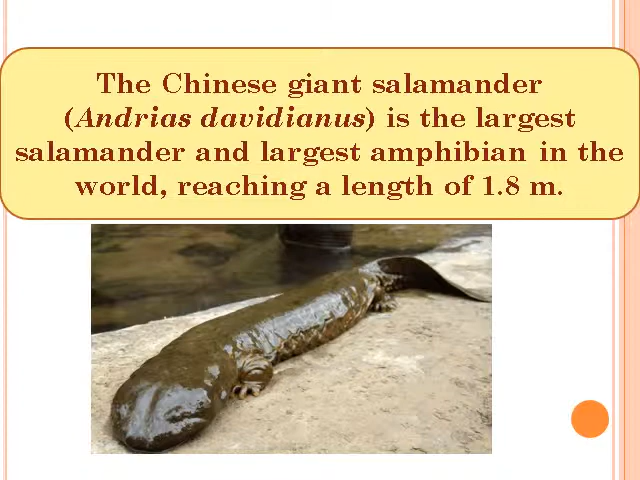 The Chinese giant salamander
(Andrias davidianus) is the largest
salamander and largest amphibian in the
world, reaching a length of 1.8 m.